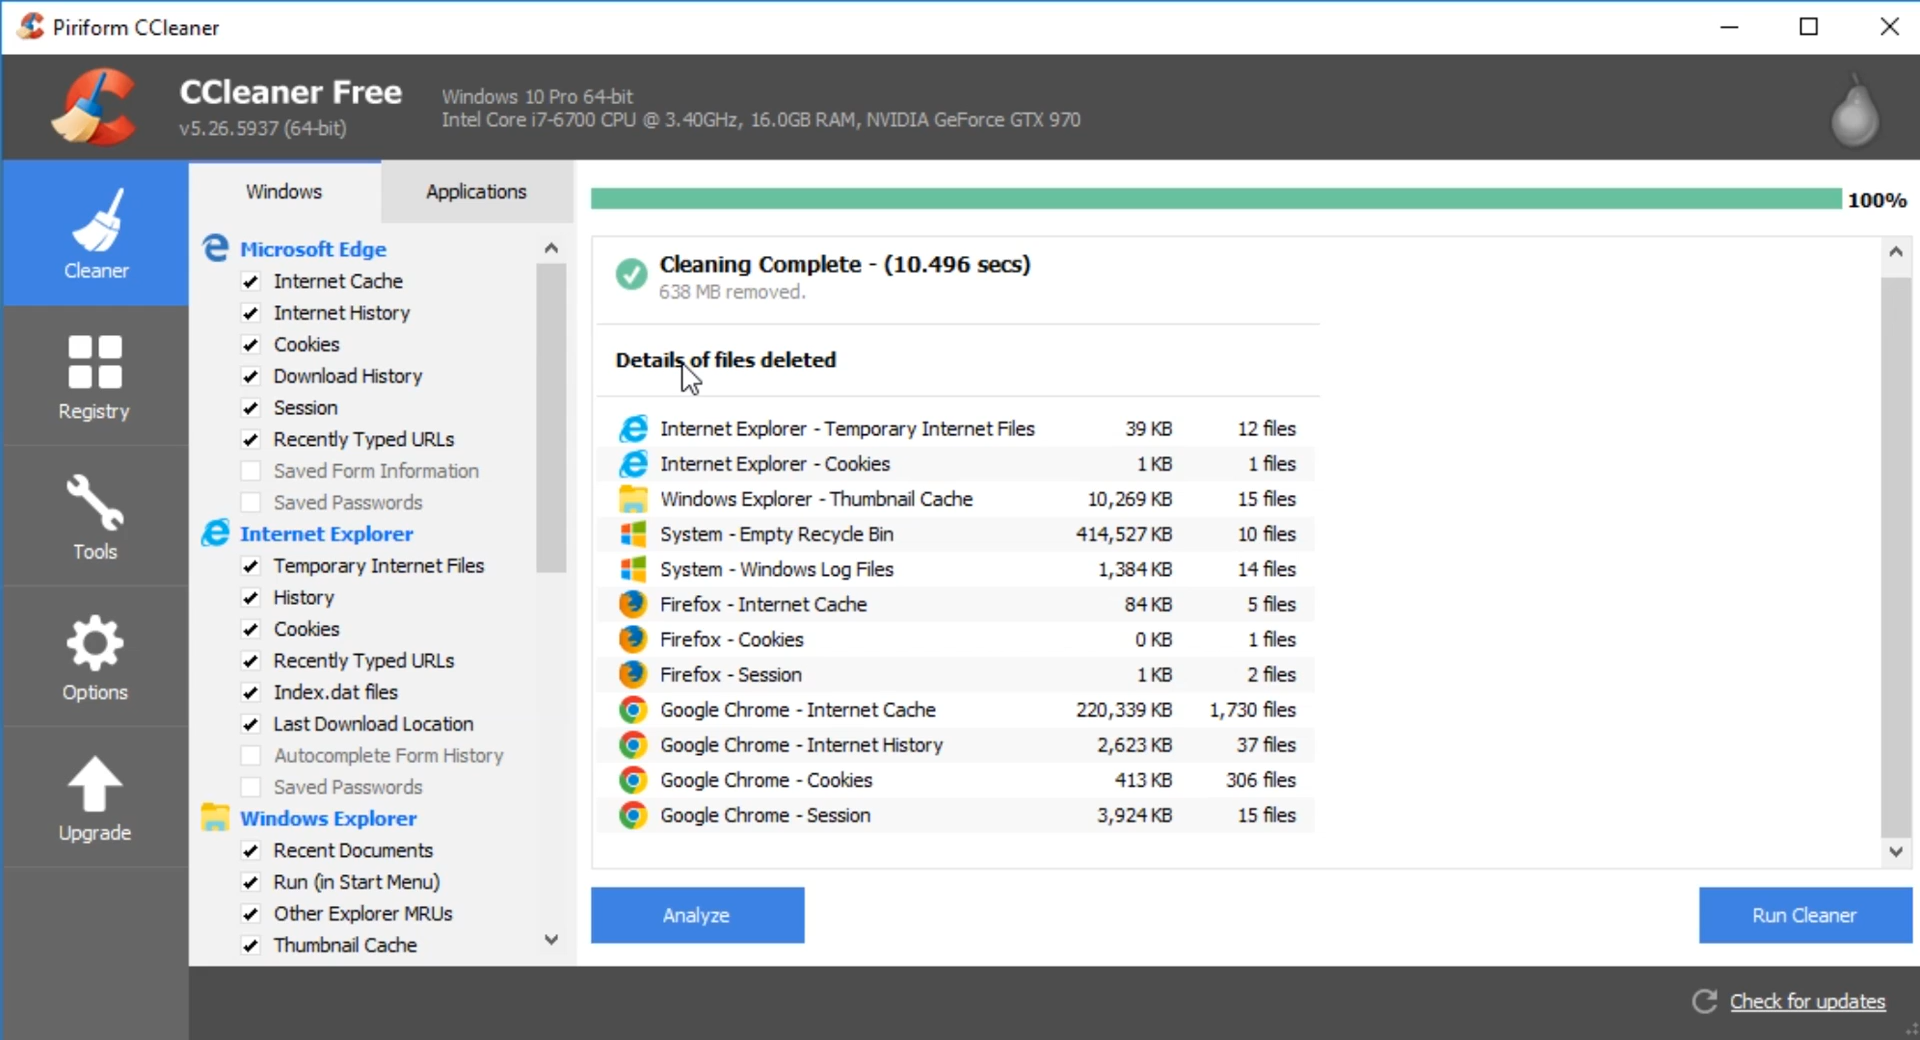 Piriform CCleaner
CCleaner Free
v5.26.5937 (64-bit)
Windows 10 Pro 64-bit
Intel Core i7-6700 CPU @ 3.40GHz, 16.0GB RAM, NVIDIA GeForce GTX 970
Cleaner
Registry
Tools
Options
Upgrade
Windows
Applications
Microsoft Edge
Internet Cache
Internet History
Cookies
Download History
Session
Recently Typed URLs
Saved Form Information
Saved Passwords
Internet Explorer
Temporary Internet Files
History
Cookies
Recently Typed URLs
Index.dat files
Last Download Location
Autocomplete Form History
Saved Passwords
Windows Explorer
Recent Documents
Run (in Start Menu)
Other Explorer MRUs
Thumbnail Cache
100%
Cleaning Complete - (10.496 secs)
638 MB removed.
Details of files deleted
Internet Explorer - Temporary Internet Files 39 KB 12 files
Internet Explorer - Cookies 1 KB 1 files
Windows Explorer - Thumbnail Cache 10,269 KB 15 files
System - Empty Recycle Bin 414,527 KB 10 files
System - Windows Log Files 1,384 KB 14 files
Firefox - Internet Cache 84 KB 5 files
Firefox - Cookies 0 KB 1 files
Firefox - Session 1 KB 2 files
Google Chrome - Internet Cache 220,339 KB 1,730 files
Google Chrome - Internet History 2,623 KB 37 files
Google Chrome - Cookies 413 KB 306 files
Google Chrome - Session 3,924 KB 15 files
Analyze
Run Cleaner
Check for updates